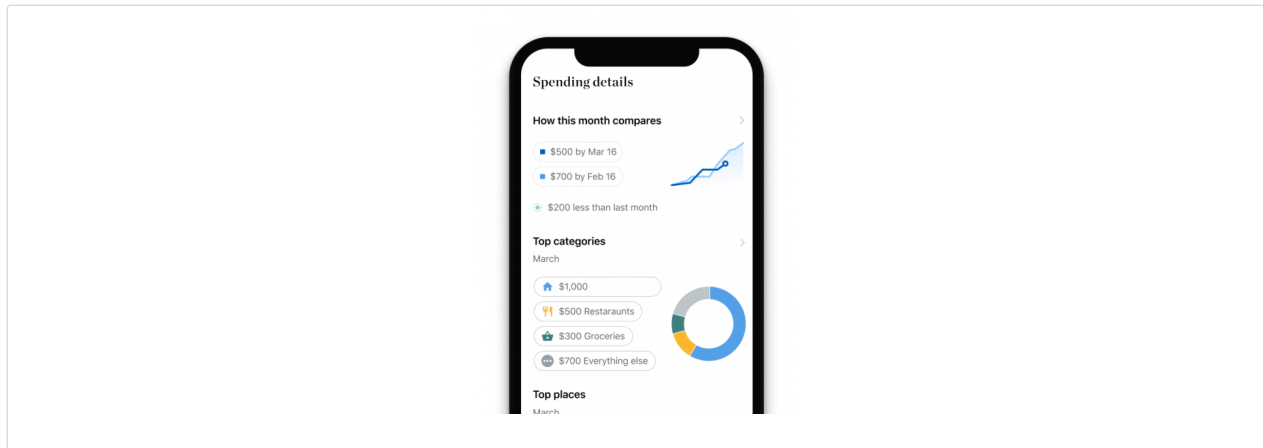 Spending details
How this month compares
$500 by Mar 16
$700 by Feb 16
$200 less than last month
Top categories
March
$1,000
$500 Restaraunts
$300 Groceries
$700 Everything else
Top places
March